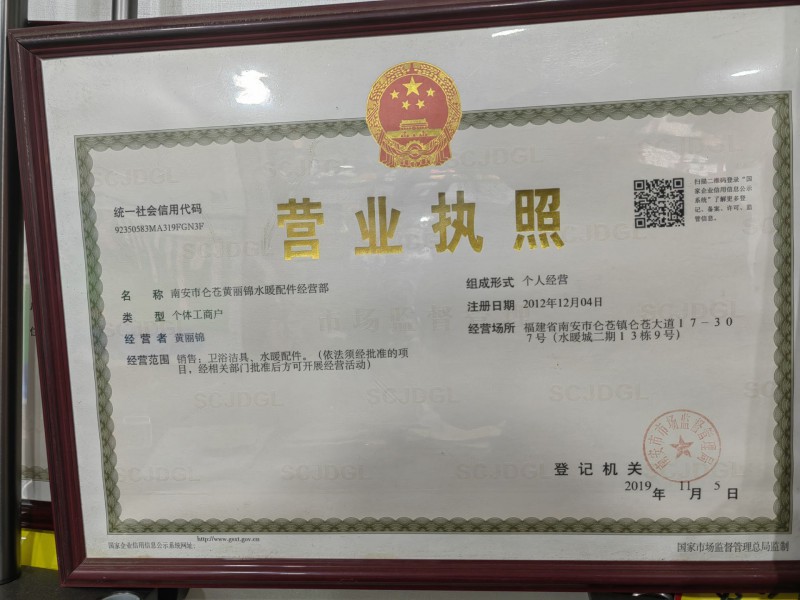 扫描二维码登录“国
家企业信用信息公示
系统”了解更多登
记、备案、许可、监
管信息。
统一社会信用代码
92350583MA319FGN3F
营业执照
名 称 南安市仑苍黄丽锦水暖配件经营部
类 型 个体工商户
经营者 黄丽锦
经营范围 销售：卫浴洁具、水暖配件。（依法须经批准的项
目，经相关部门批准后方可开展经营活动）
组成形式 个人经营
注册日期 2012年12月04日
经营场所 福建省南安市仑苍镇仑苍大道17－30
7号（水暖城二期13栋9号）
登记机关
南安市市场监督管理局
2019年 11月 5日
国家企业信用信息公示系统网址： http://www.gsxt.gov.cn
国家市场监督管理总局监制